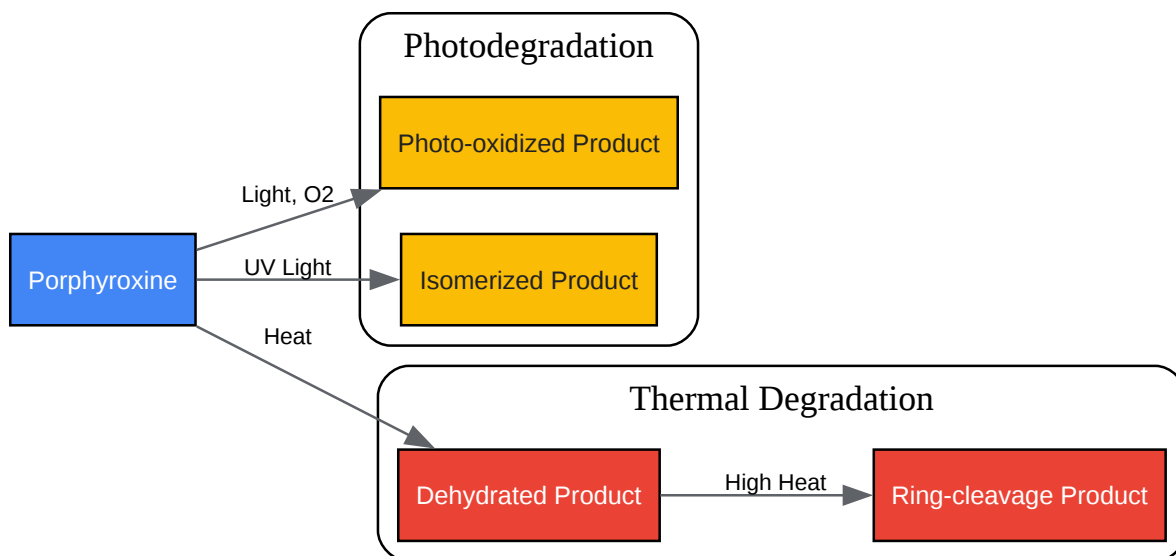 Photodegradation
Photo-oxidized Product
Light, O2
Porphyroxine
UV Light
Isomerized Product
Heat
Thermal Degradation
Dehydrated Product
High Heat
Ring-cleavage Product